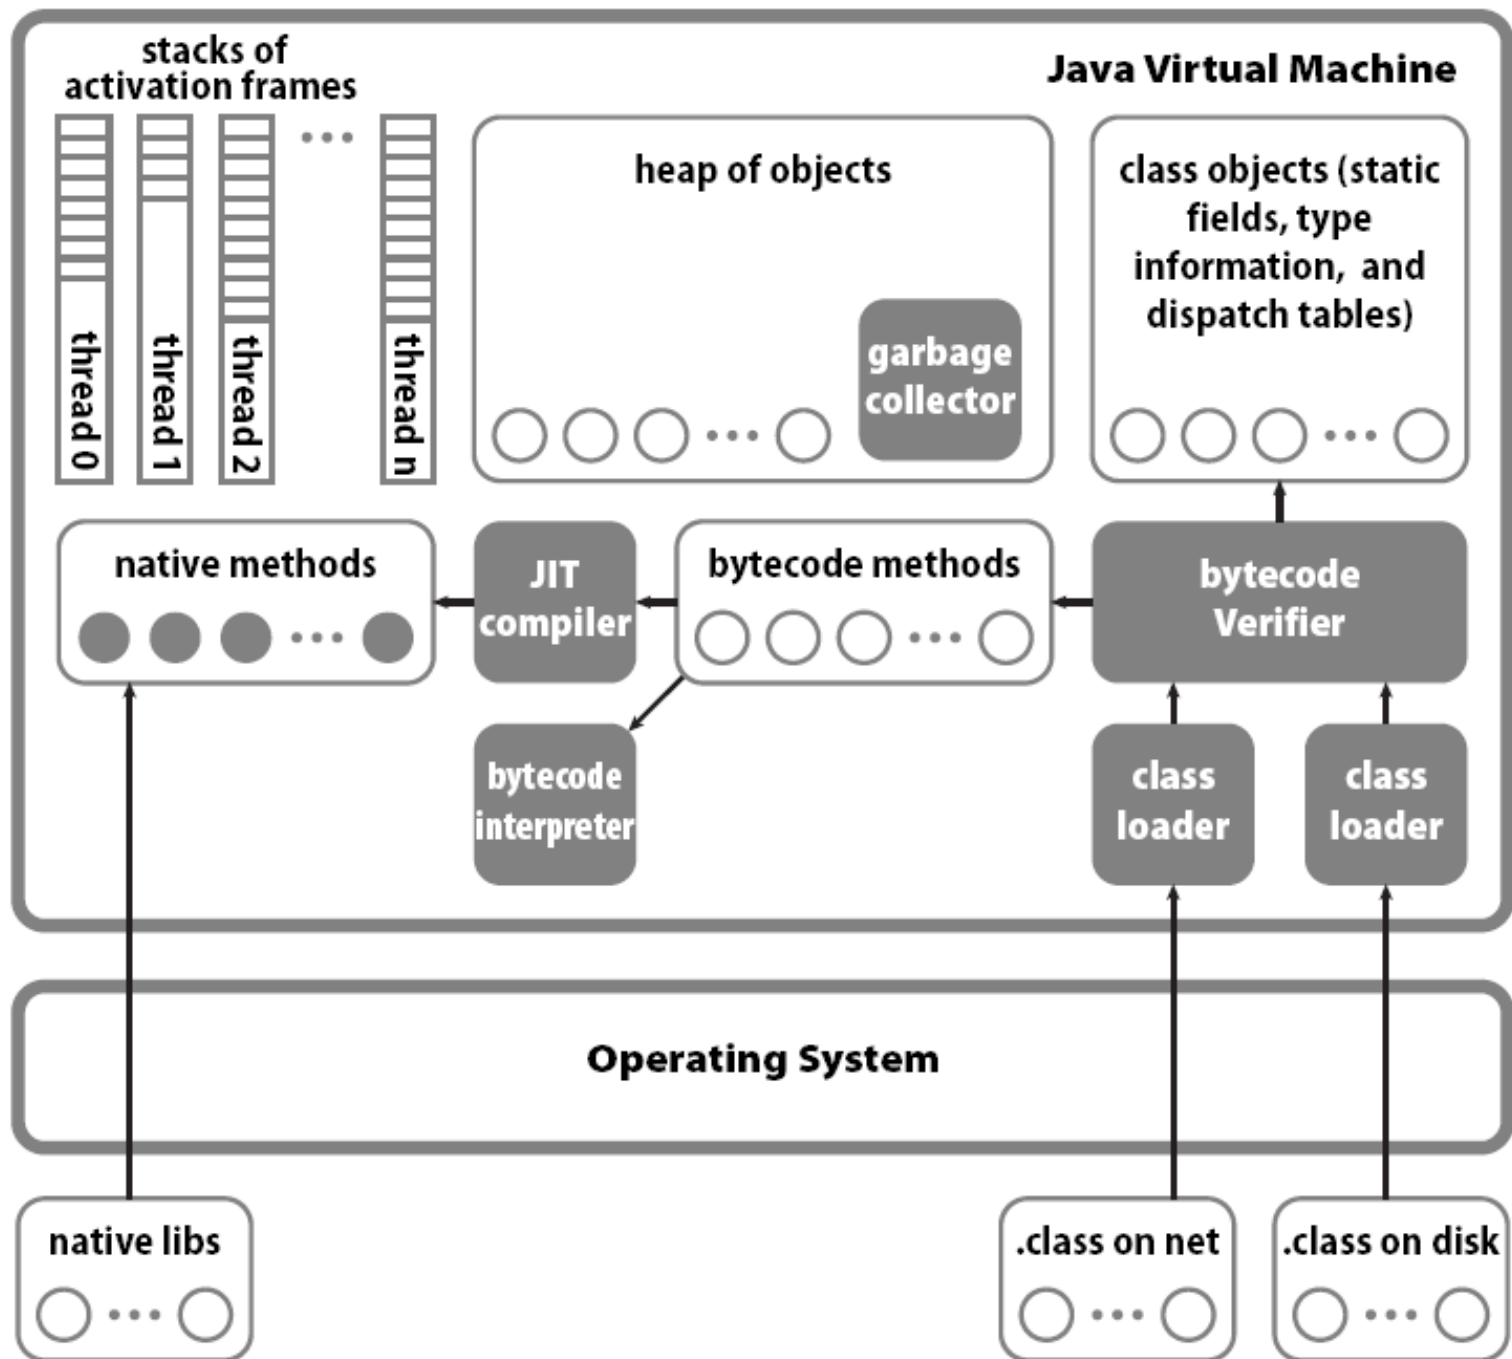 stacks of
activation frames
Java Virtual Machine
thread 0
thread 1
thread 2
thread n
heap of objects
garbage
collector
class objects (static
fields, type
information, and
dispatch tables)
native methods
JIT
compiler
bytecode methods
bytecode
Verifier
bytecode
interpreter
class
loader
class
loader
Operating System
native libs
.class on net
.class on disk